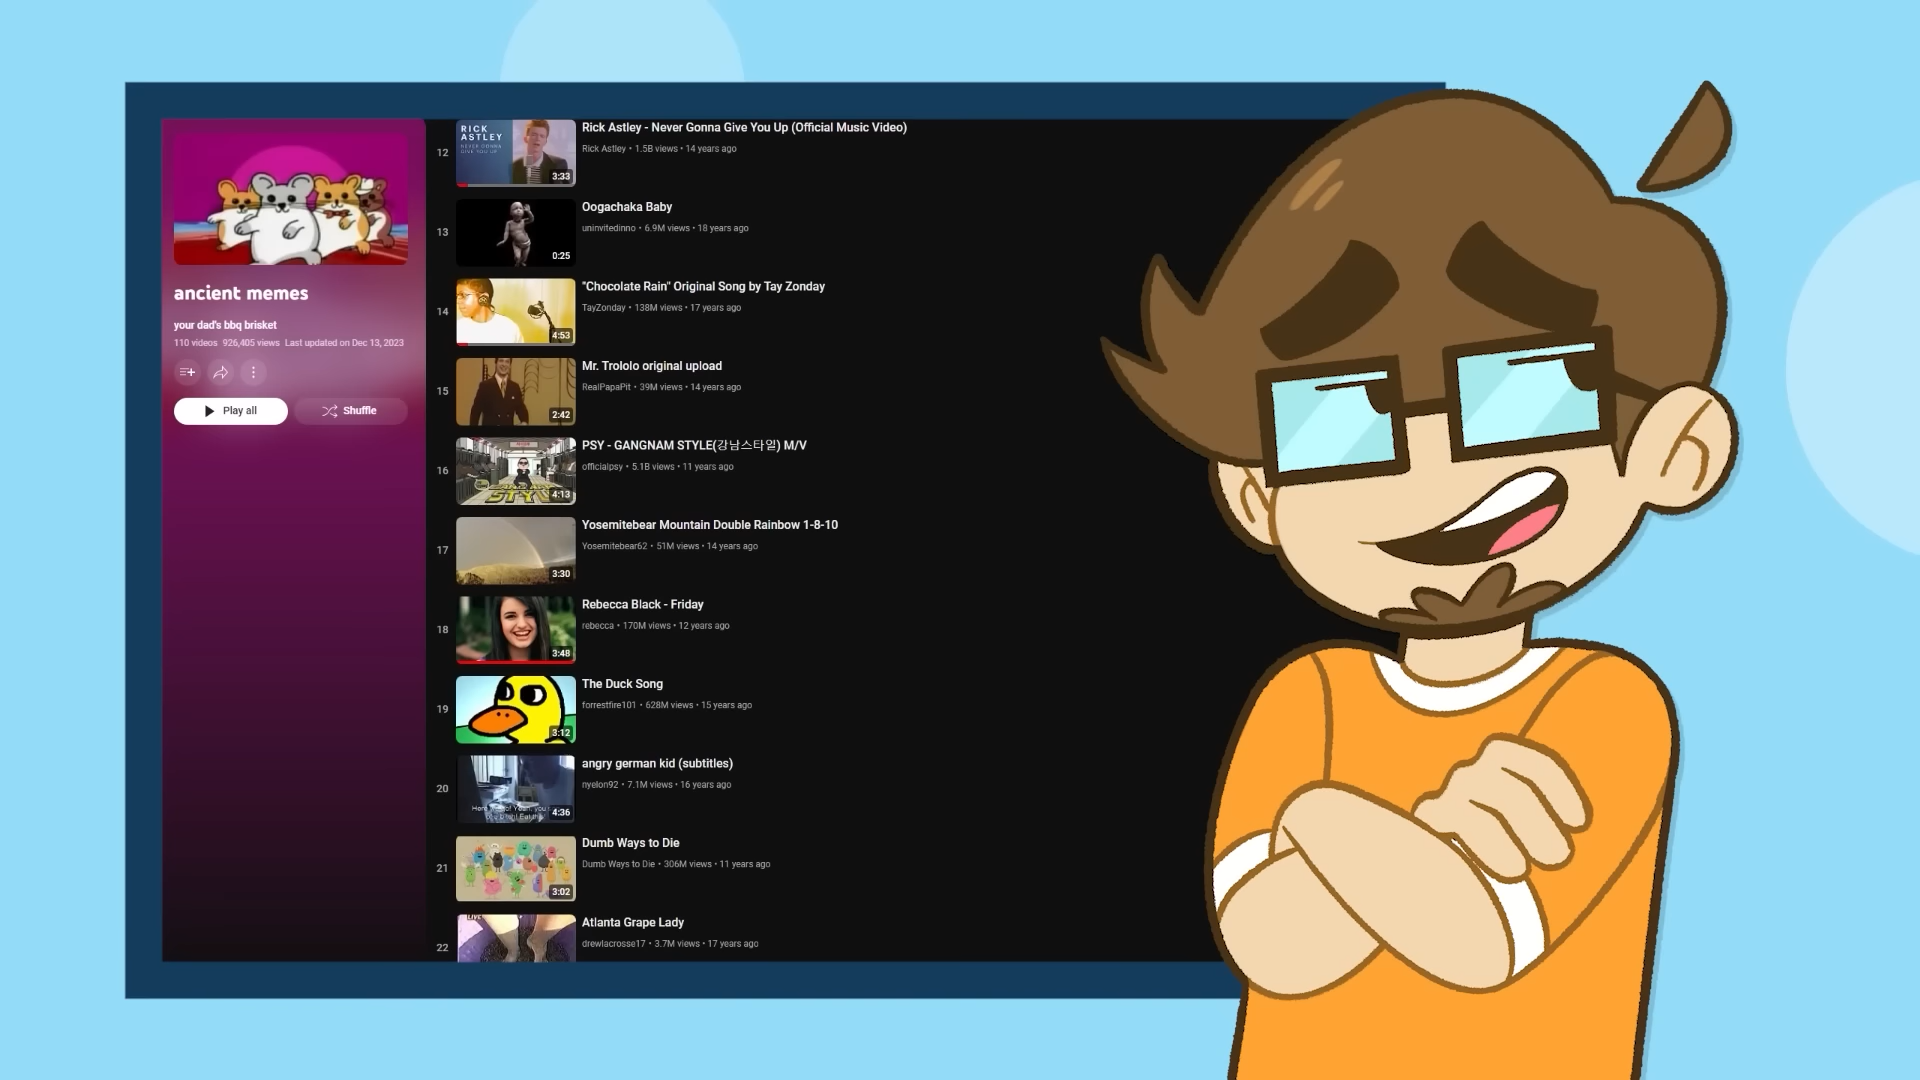 ancient memes
your dad's bbq brisket
110 videos 926,405 views Last updated on Dec 13, 2023
Play all
Shuffle
12
RICK
ASTLEY
NEVER GONNA
GIVE YOU UP
3:33
Rick Astley - Never Gonna Give You Up (Official Music Video)
Rick Astley • 1.5B views • 14 years ago
13
0:25
Oogachaka Baby
uninvitedinno • 6.9M views • 18 years ago
14
4:53
"Chocolate Rain" Original Song by Tay Zonday
TayZonday • 138M views • 17 years ago
15
2:42
Mr. Trololo original upload
RealPapaPit • 39M views • 14 years ago
16
4:13
PSY - GANGNAM STYLE(강남스타일) M/V
officialpsy • 5.1B views • 11 years ago
17
3:30
Yosemitebear Mountain Double Rainbow 1-8-10
Yosemitebear62 • 51M views • 14 years ago
18
3:48
Rebecca Black - Friday
rebecca • 170M views • 12 years ago
19
3:12
The Duck Song
forrestfire101 • 628M views • 15 years ago
20
4:36
angry german kid (subtitles)
nyelon92 • 7.1M views • 16 years ago
21
3:02
Dumb Ways to Die
Dumb Ways to Die • 306M views • 11 years ago
22
Atlanta Grape Lady
drewlacrosse17 • 3.7M views • 17 years ago